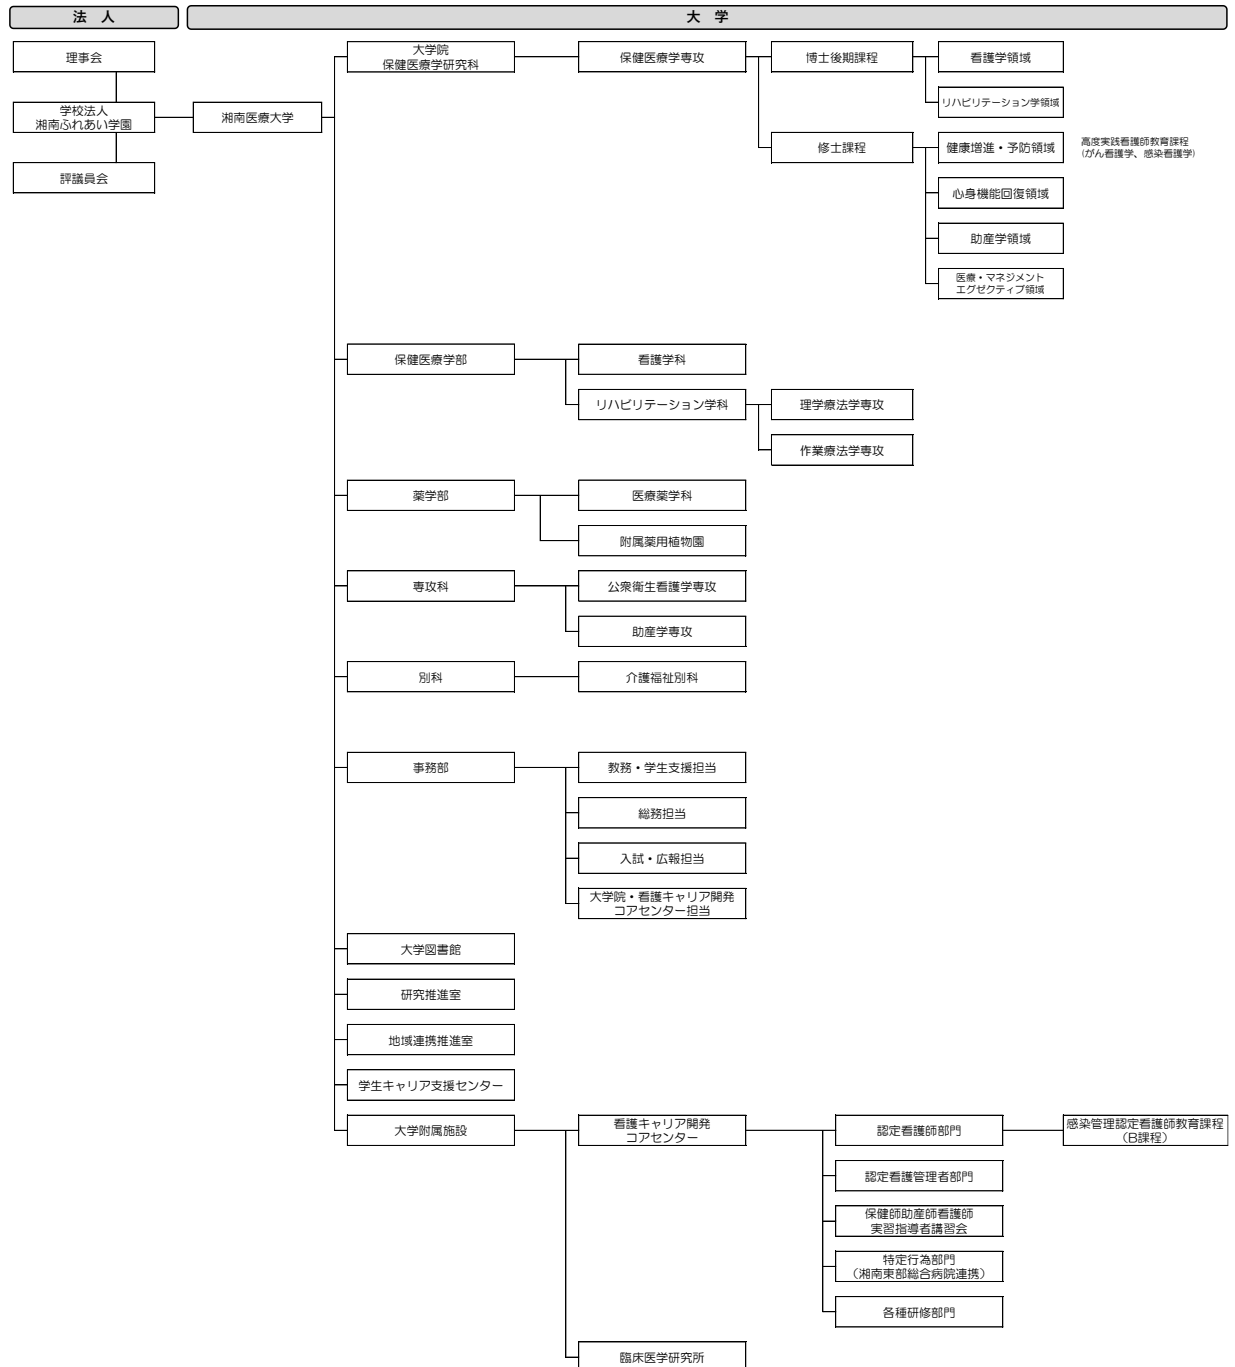 法　人
大　学
理事会
学校法人
湘南ふれあい学園
評議員会
湘南医療大学
大学院
保健医療学研究科
保健医療学専攻
博士後期課程
看護学領域
リハビリテーション学領域
修士課程
健康増進・予防領域
高度実践看護師教育課程
(がん看護学、感染看護学)
心身機能回復領域
助産学領域
医療・マネジメント
エグゼクティブ領域
保健医療学部
看護学科
リハビリテーション学科
理学療法学専攻
作業療法学専攻
薬学部
医療薬学科
附属薬用植物園
専攻科
公衆衛生看護学専攻
助産学専攻
別科
介護福祉別科
事務部
教務・学生支援担当
総務担当
入試・広報担当
大学院・看護キャリア開発
コアセンター担当
大学図書館
研究推進室
地域連携推進室
学生キャリア支援センター
大学附属施設
看護キャリア開発
コアセンター
認定看護師部門
感染管理認定看護師教育課程
（B課程）
認定看護管理者部門
保健師助産師看護師
実習指導者講習会
特定行為部門
（湘南東部総合病院連携）
各種研修部門
臨床医学研究所